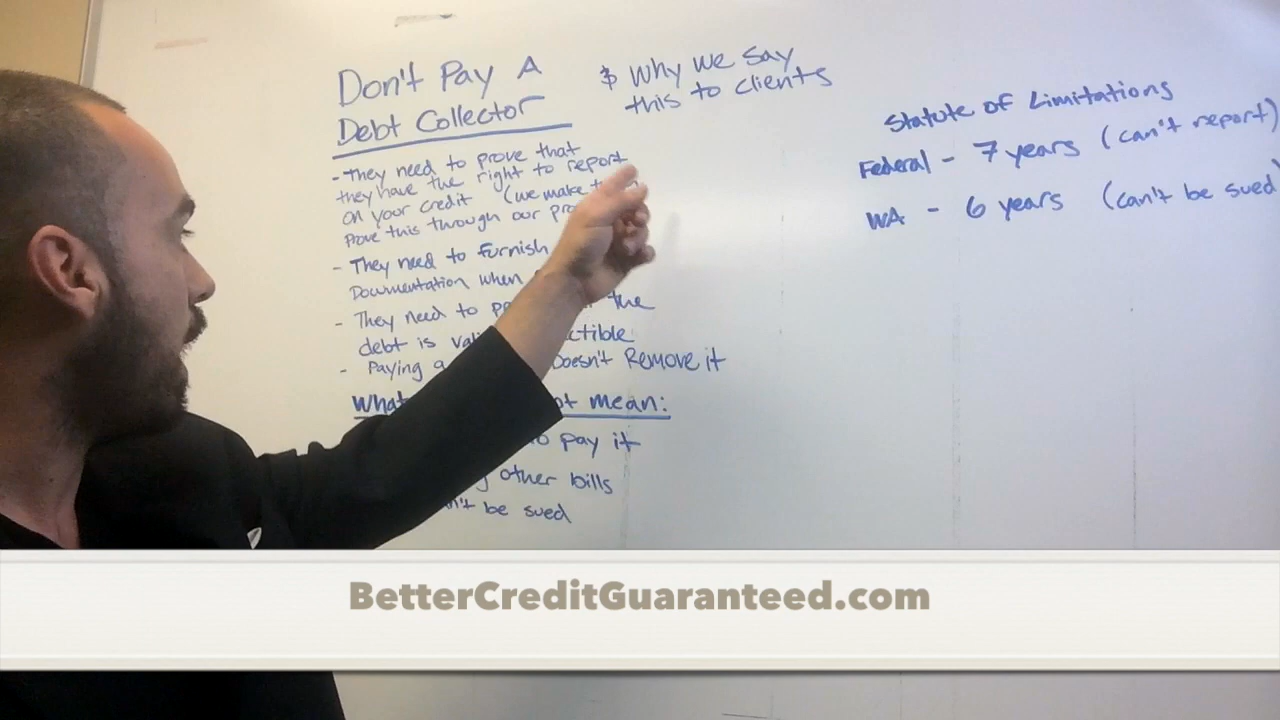 Don't Pay A
Debt Collector
$ Why we say
this to clients
- They need to prove that
they have the right to report
on your credit (we make
Prove this through our
- They need to furnish
Documentation when
- They need to the
debt is
- Paying a Doesn't Remove it
What mean:
pay it
other bills
be sued
Statute of Limitations
Federal - 7 years (can't report)
WA - 6 years (can't be sued)
BetterCreditGuaranteed.com